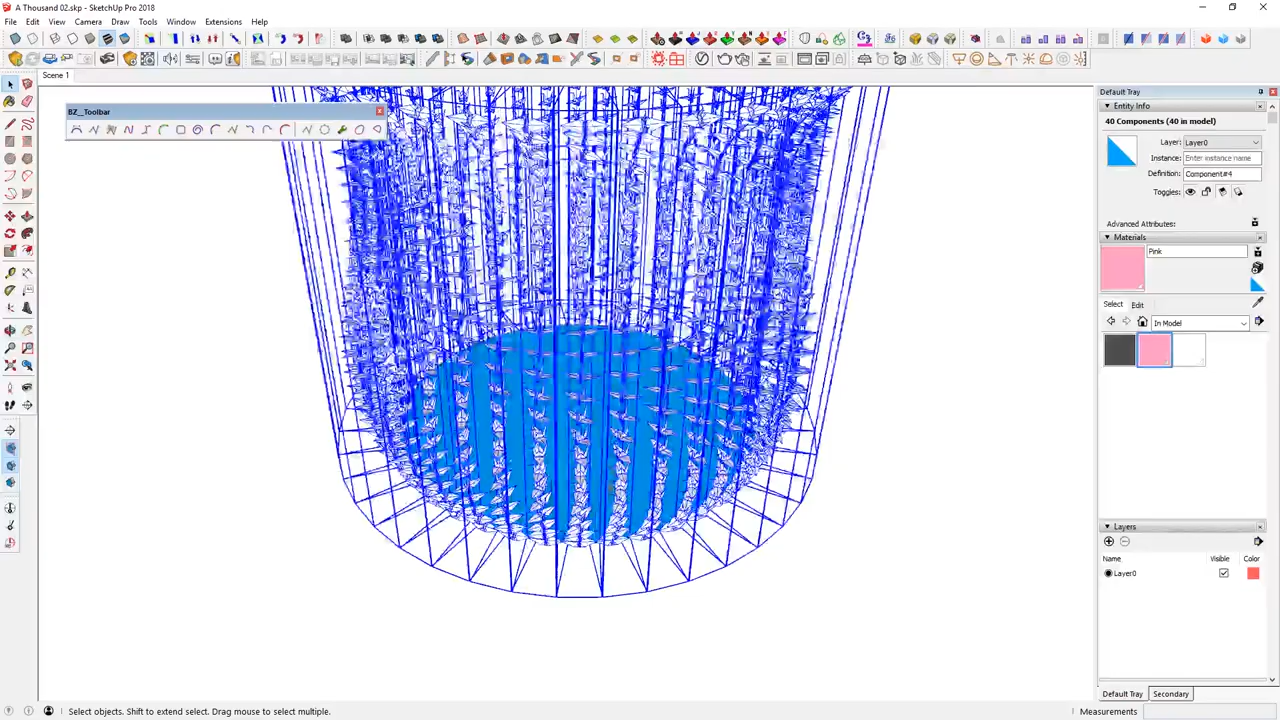 A Thousand 02.skp - SketchUp Pro 2018
File Edit View Camera Draw Tools Window Extensions Help
Scene 1
BZ__Toolbar
Default Tray
Entity Info
40 Components (40 in model)
Layer: Layer0
Instance: Enter instance name
Definition: Component#4
Toggles:
Advanced Attributes:
Materials
Pink
Select Edit
In Model
Layers
Name Visible Color
Layer0
Default Tray Secondary
Select objects. Shift to extend select. Drag mouse to select multiple.
Measurements